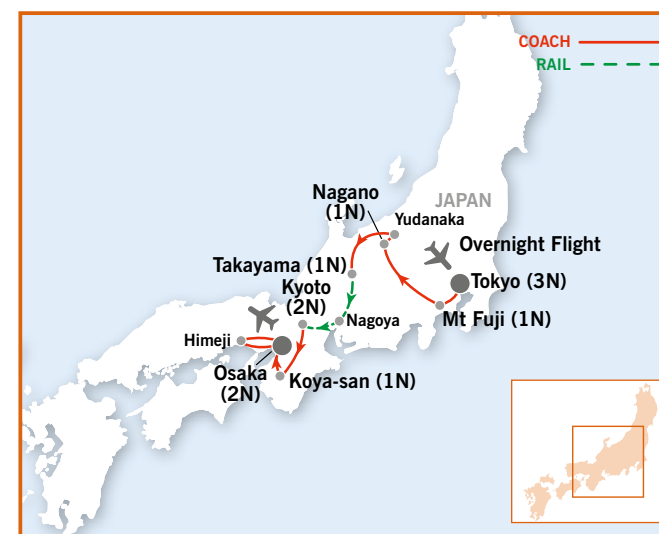 COACH
RAIL
Nagano
(1N)
JAPAN
Yudanaka
Overnight Flight
Takayama (1N)
Tokyo (3N)
Kyoto
(2N)
Nagoya
Mt Fuji (1N)
Himeji
Osaka
(2N)
Koya-san (1N)